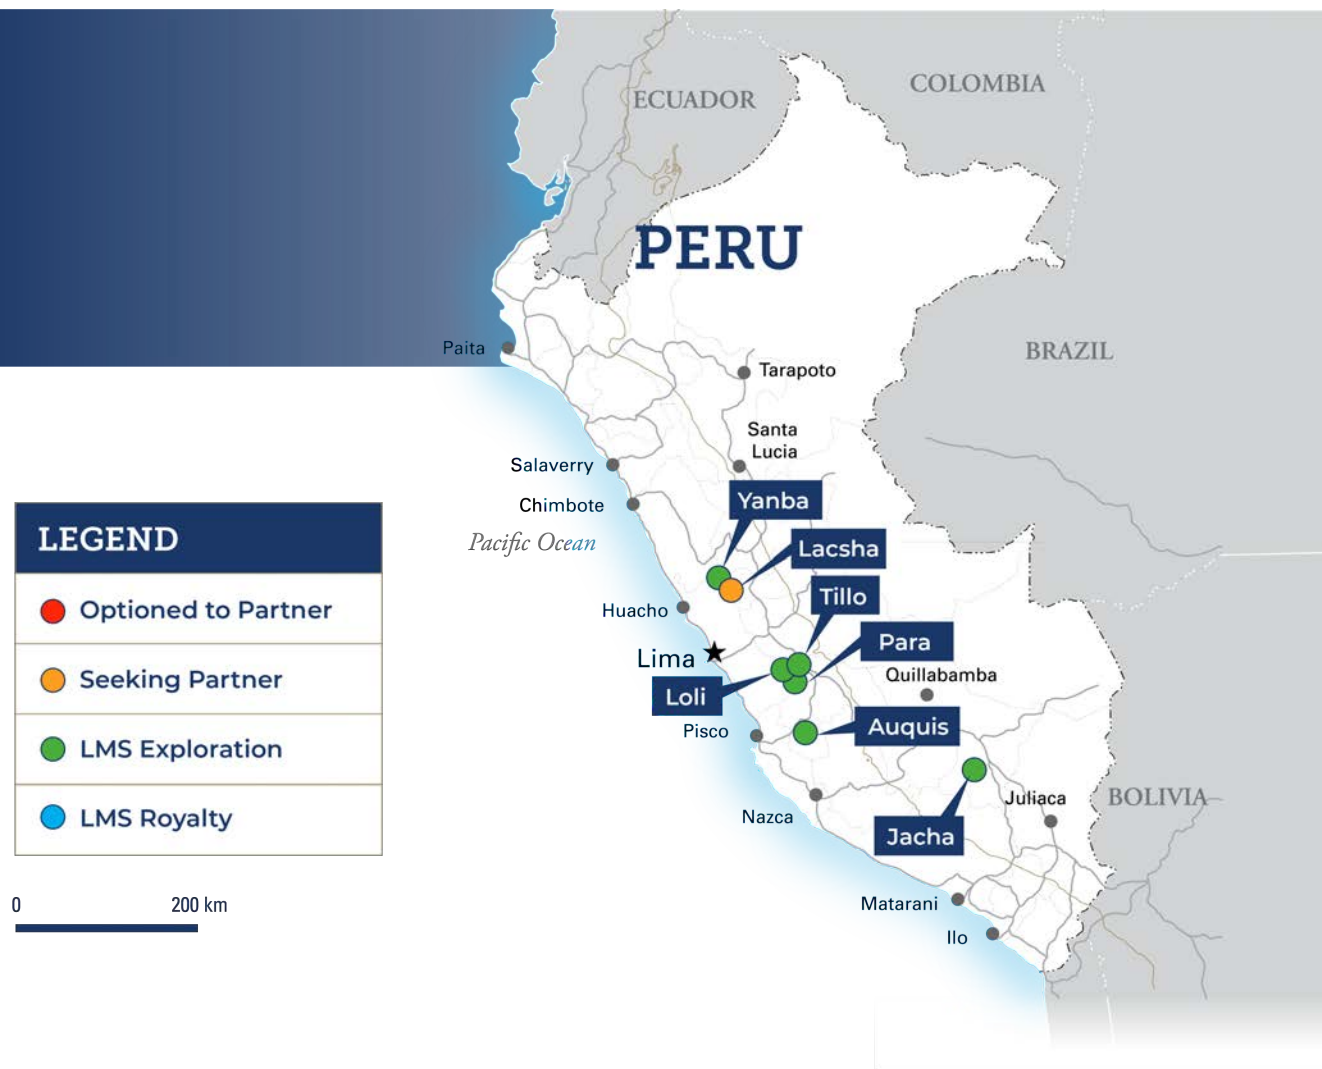 COLOMBIA
ECUADOR
PERU
Paita
BRAZIL
Tarapoto
Santa
Lucia
Salaverry
Yanba
Chimbote
LEGEND
Pacific Ocean
Lacsha
Tillo
Optioned to Partner
Huacho
Para
Lima
Quillabamba
Seeking Partner
Loli
Auquis
Pisco
LMS Exploration
Juliaca
BOLIVIA
Nazca
LMS Royalty
Jacha
0
200 km
Matarani
Ilo